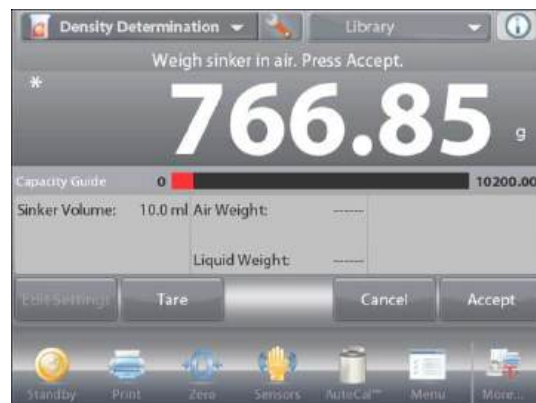 Density Determination Library
Weigh sinker in air. Press Accept.
*
766.85 g
Capacity Guide 0 10200.00
Sinker Volume: 10.0 ml Air Weight: -------
Liquid Weight: -------
Edit Settings Tare Cancel Accept
Standby Print Zero Sensors AutoCal™ Menu More...